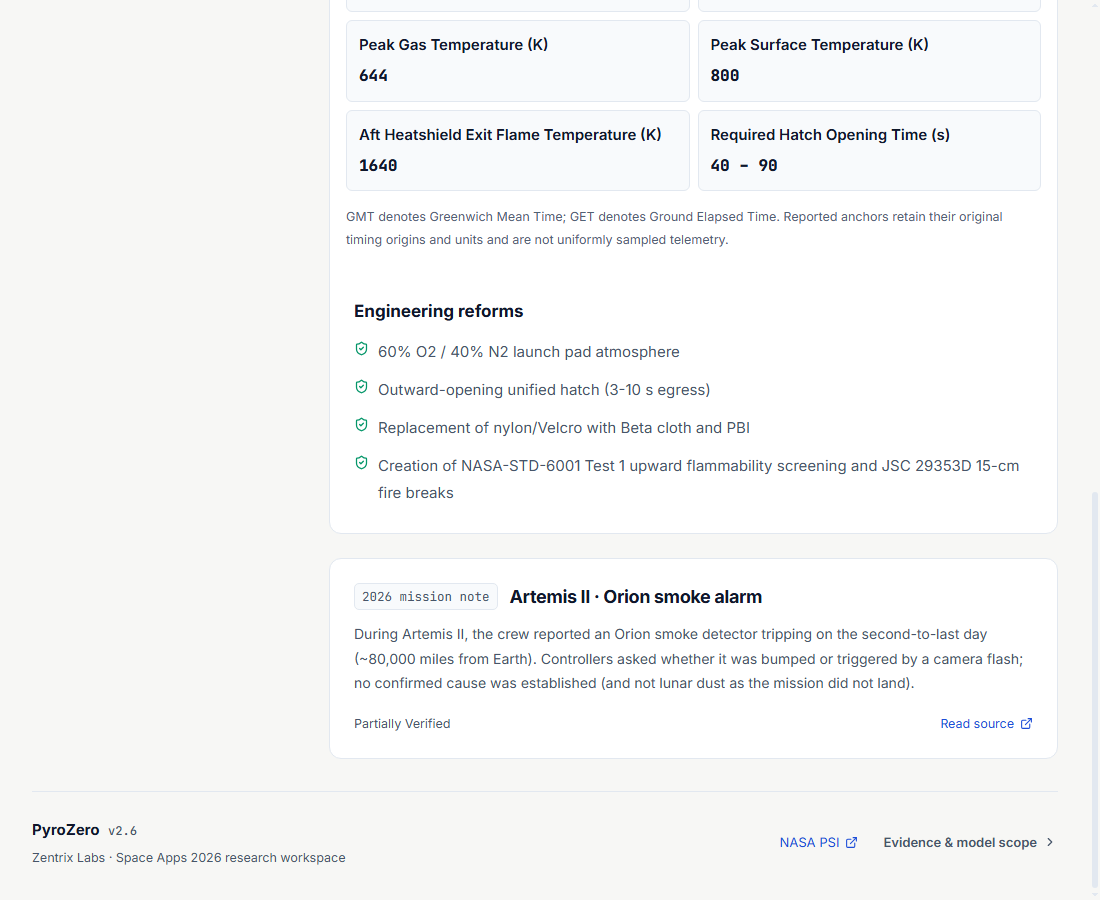 Peak Gas Temperature (K)
644
Peak Surface Temperature (K)
800
Aft Heatshield Exit Flame Temperature (K)
1640
Required Hatch Opening Time (s)
40 – 90
GMT denotes Greenwich Mean Time; GET denotes Ground Elapsed Time. Reported anchors retain their original
timing origins and units and are not uniformly sampled telemetry.
Engineering reforms
60% O2 / 40% N2 launch pad atmosphere
Outward-opening unified hatch (3-10 s egress)
Replacement of nylon/Velcro with Beta cloth and PBI
Creation of NASA-STD-6001 Test 1 upward flammability screening and JSC 29353D 15-cm
fire breaks
2026 mission note
Artemis II · Orion smoke alarm
During Artemis II, the crew reported an Orion smoke detector tripping on the second-to-last day
(~80,000 miles from Earth). Controllers asked whether it was bumped or triggered by a camera flash;
no confirmed cause was established (and not lunar dust as the mission did not land).
Partially Verified
Read source
PyroZero v2.6
Zentrix Labs · Space Apps 2026 research workspace
NASA PSI
Evidence & model scope